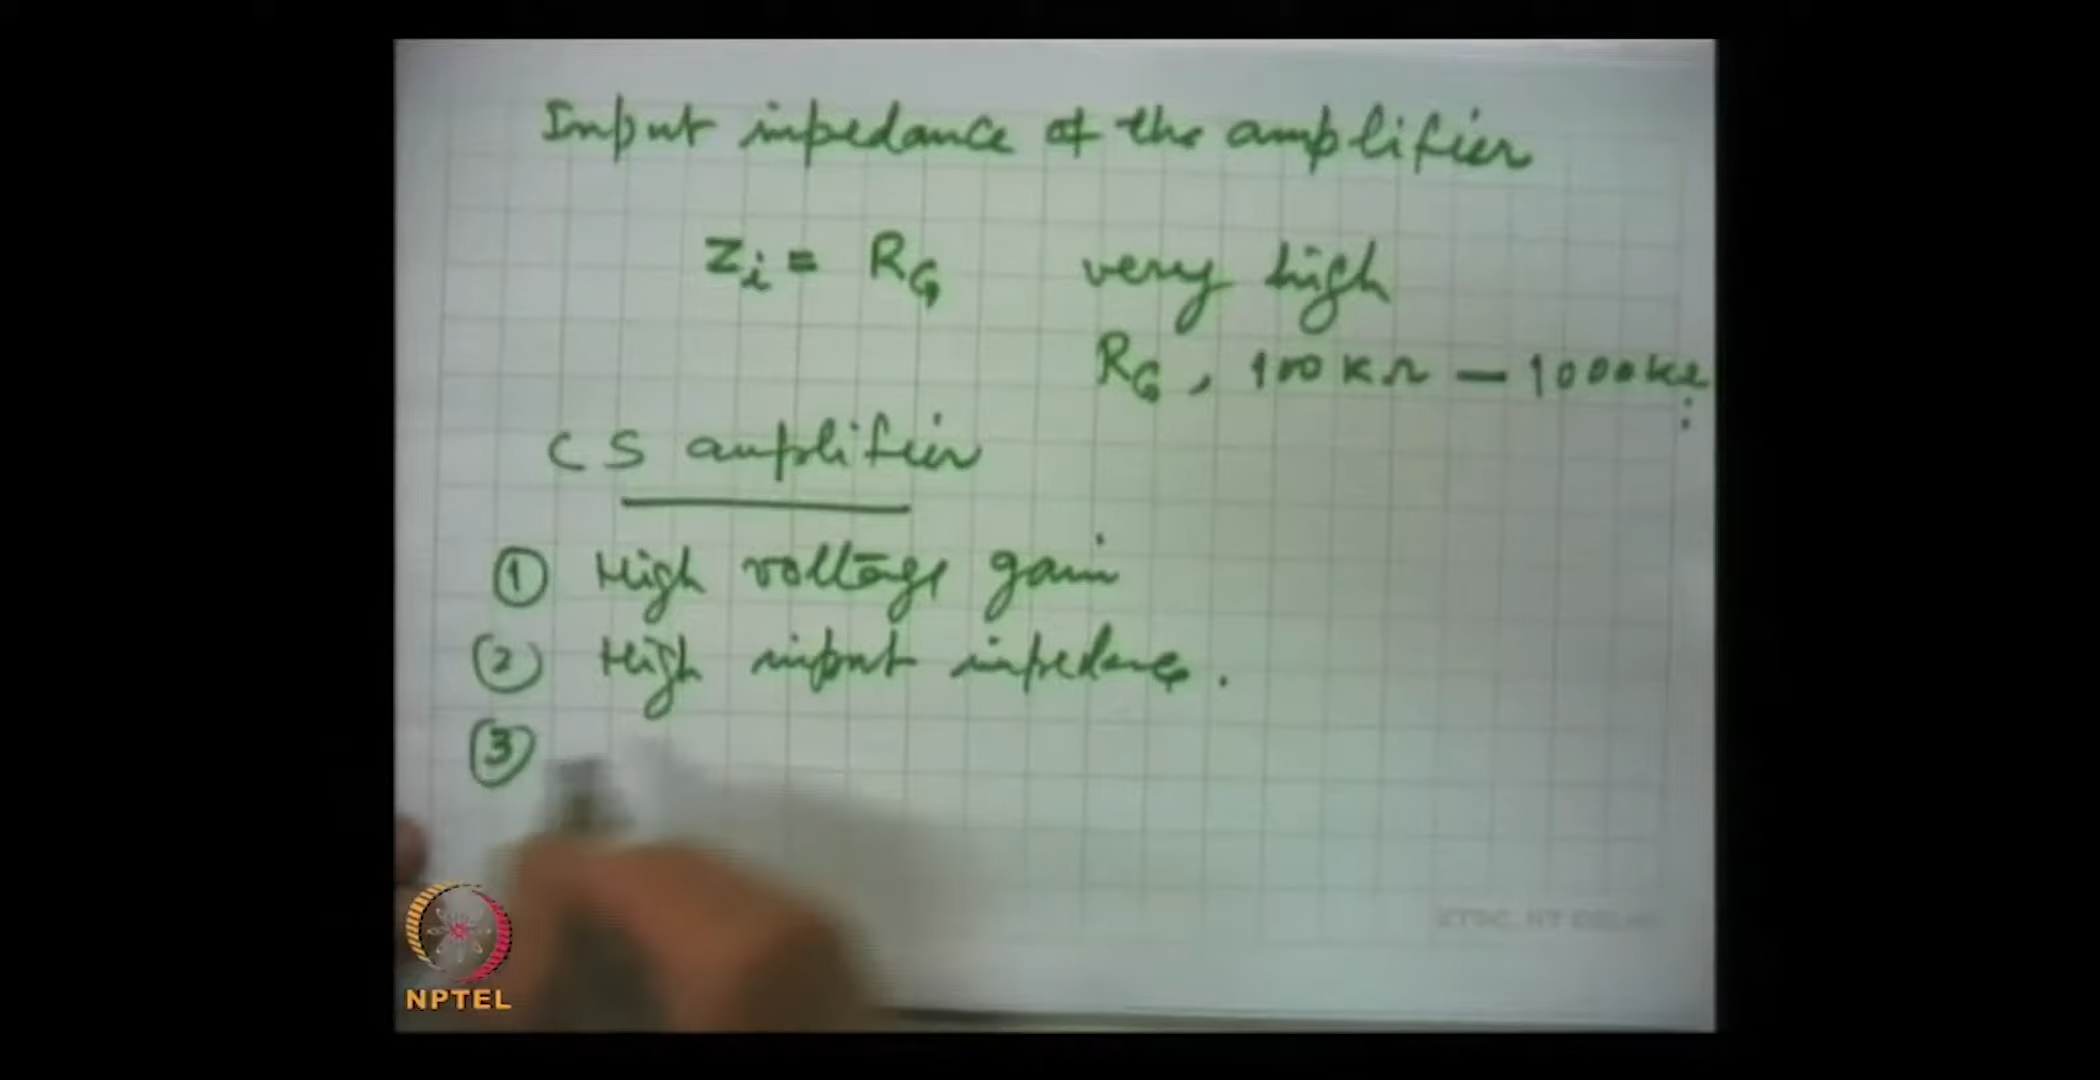 Input impedance of the amplifier
Zi = RG very high
RG, 100 KΩ — 1000 KΩ
CS amplifier
① High voltage gain
② High input impedance.
③
NPTEL